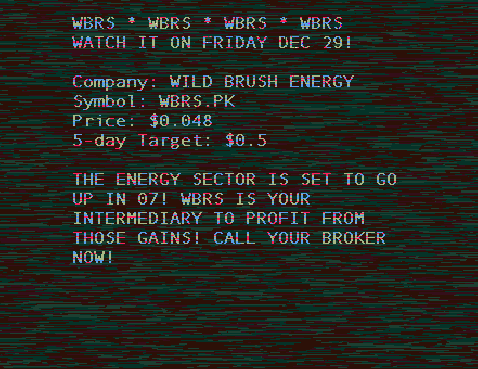 WBRS * WBRS * WBRS * WBRS
WATCH IT ON FRIDAY DEC 29!
Company: WILD BRUSH ENERGY
Symbol: WBRS.PK
Price: $0.048
5-day Target: $0.5
THE ENERGY SECTOR IS SET TO GO
UP IN 07! WBRS IS YOUR
INTERMEDIARY TO PROFIT FROM
THOSE GAINS! CALL YOUR BROKER
NOW!